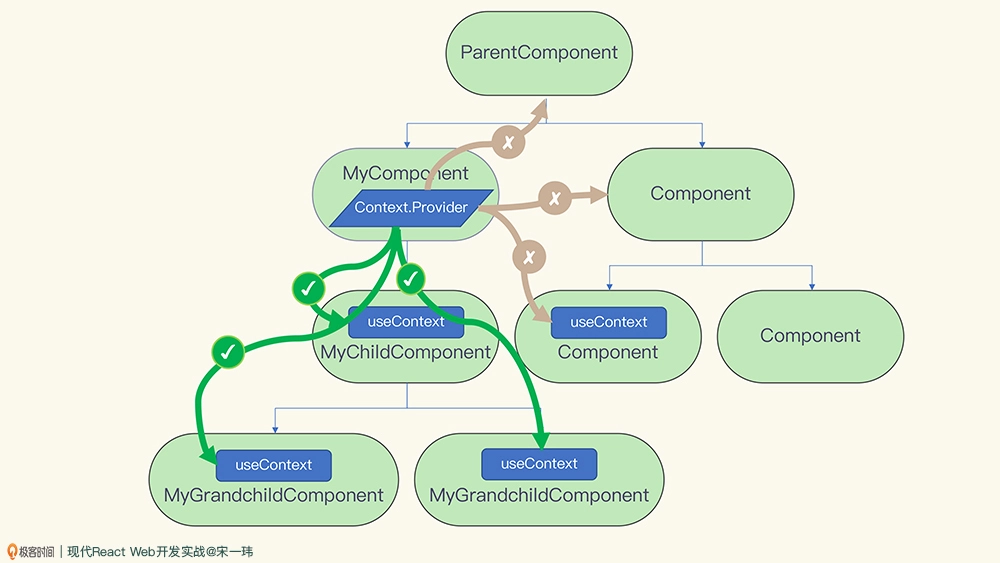 ParentComponent
MyComponent
Context.Provider
Component
useContext
MyChildComponent
useContext
Component
Component
useContext
MyGrandchildComponent
useContext
MyGrandchildComponent
极客时间 | 现代React Web开发实战@宋一玮